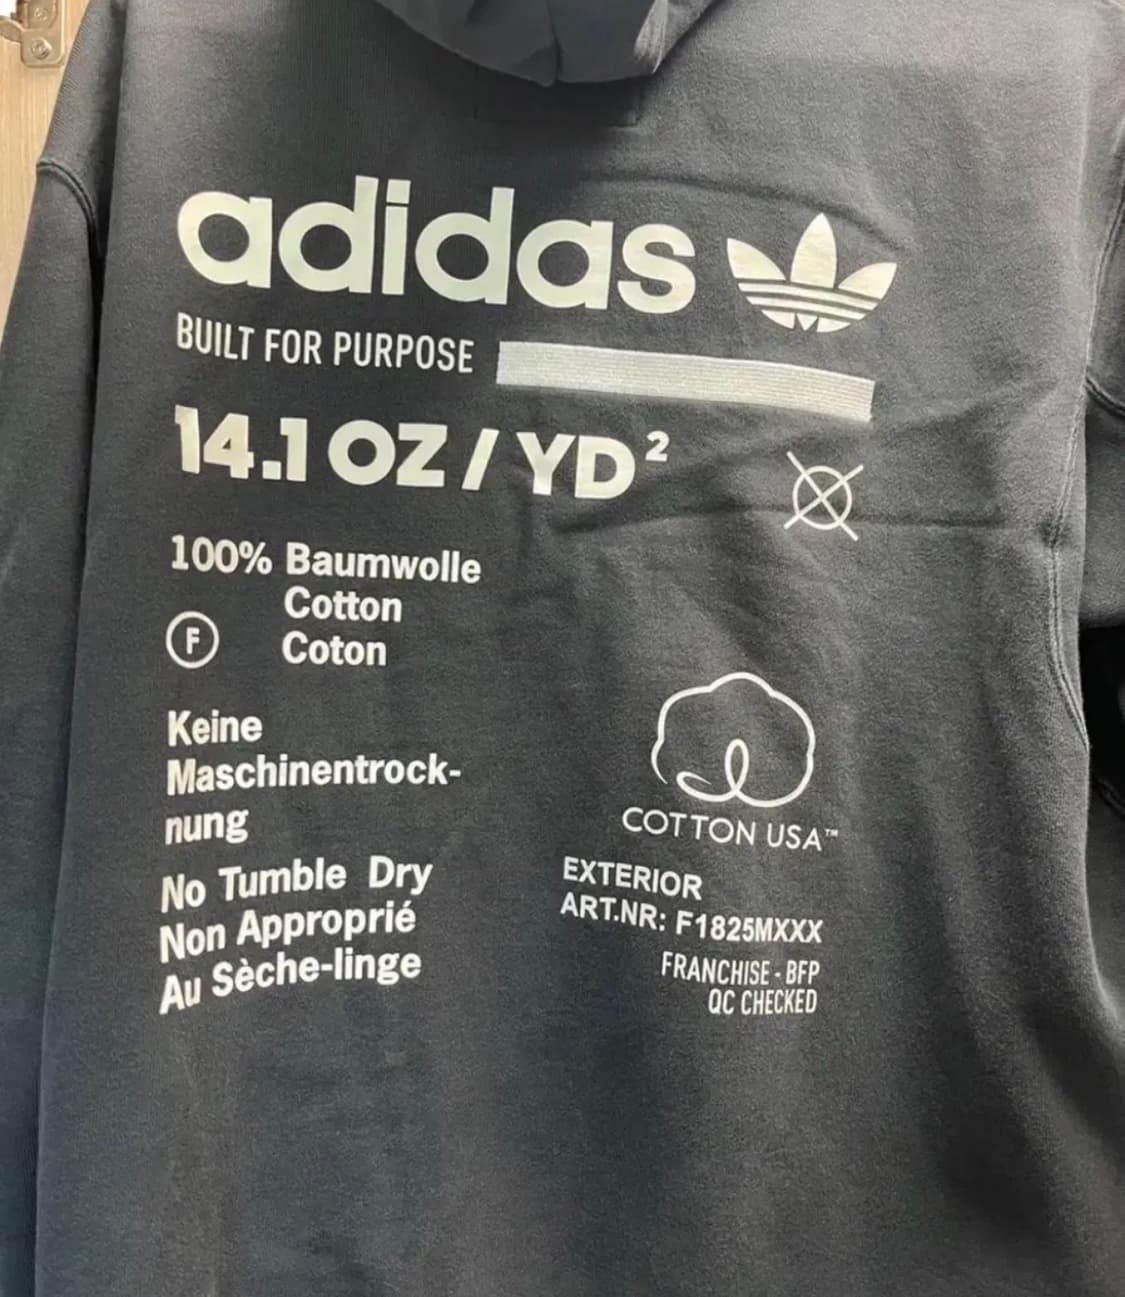 adidas
BUILT FOR PURPOSE
14.1 OZ / YD²
100% Baumwolle
Cotton
F Coton
Keine
Maschinentrock-
nung
No Tumble Dry
Non Approprié
Au Sèche-linge
COTTON USA™
EXTERIOR
ART.NR: F1825MXXX
FRANCHISE - BFP
QC CHECKED